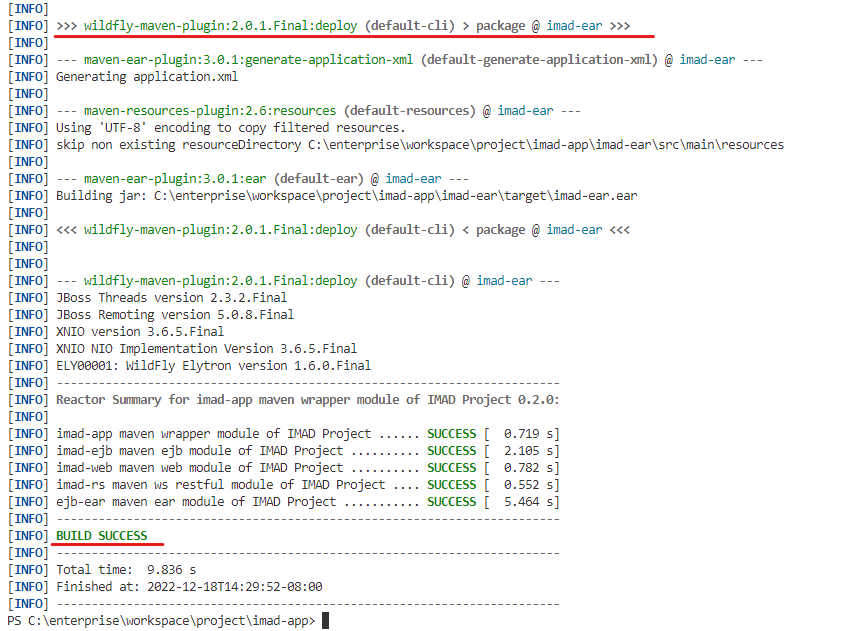 [INFO]
[INFO] >>> wildfly-maven-plugin:2.0.1.Final:deploy (default-cli) > package @ imad-ear >>>
[INFO]
[INFO] --- maven-ear-plugin:3.0.1:generate-application-xml (default-generate-application-xml) @ imad-ear ---
[INFO] Generating application.xml
[INFO]
[INFO] --- maven-resources-plugin:2.6:resources (default-resources) @ imad-ear ---
[INFO] Using 'UTF-8' encoding to copy filtered resources.
[INFO] skip non existing resourceDirectory C:\enterprise\workspace\project\imad-app\imad-ear\src\main\resources
[INFO]
[INFO] --- maven-ear-plugin:3.0.1:ear (default-ear) @ imad-ear ---
[INFO] Building jar: C:\enterprise\workspace\project\imad-app\imad-ear\target\imad-ear.ear
[INFO]
[INFO] <<< wildfly-maven-plugin:2.0.1.Final:deploy (default-cli) < package @ imad-ear <<<
[INFO]
[INFO]
[INFO] --- wildfly-maven-plugin:2.0.1.Final:deploy (default-cli) @ imad-ear ---
[INFO] JBoss Threads version 2.3.2.Final
[INFO] JBoss Remoting version 5.0.8.Final
[INFO] XNIO version 3.6.5.Final
[INFO] XNIO NIO Implementation Version 3.6.5.Final
[INFO] ELY00001: WildFly Elytron version 1.6.0.Final
[INFO] ------------------------------------------------------------------------
[INFO] Reactor Summary for imad-app maven wrapper module of IMAD Project 0.2.0:
[INFO]
[INFO] imad-app maven wrapper module of IMAD Project ...... SUCCESS [  0.719 s]
[INFO] imad-ejb maven ejb module of IMAD Project .......... SUCCESS [  2.105 s]
[INFO] imad-web maven web module of IMAD Project .......... SUCCESS [  0.782 s]
[INFO] imad-rs maven ws restful module of IMAD Project .... SUCCESS [  0.552 s]
[INFO] ejb-ear maven ear module of IMAD Project ........... SUCCESS [  5.464 s]
[INFO] ------------------------------------------------------------------------
[INFO] BUILD SUCCESS
[INFO] ------------------------------------------------------------------------
[INFO] Total time:  9.836 s
[INFO] Finished at: 2022-12-18T14:29:52-08:00
[INFO] ------------------------------------------------------------------------
PS C:\enterprise\workspace\project\imad-app>